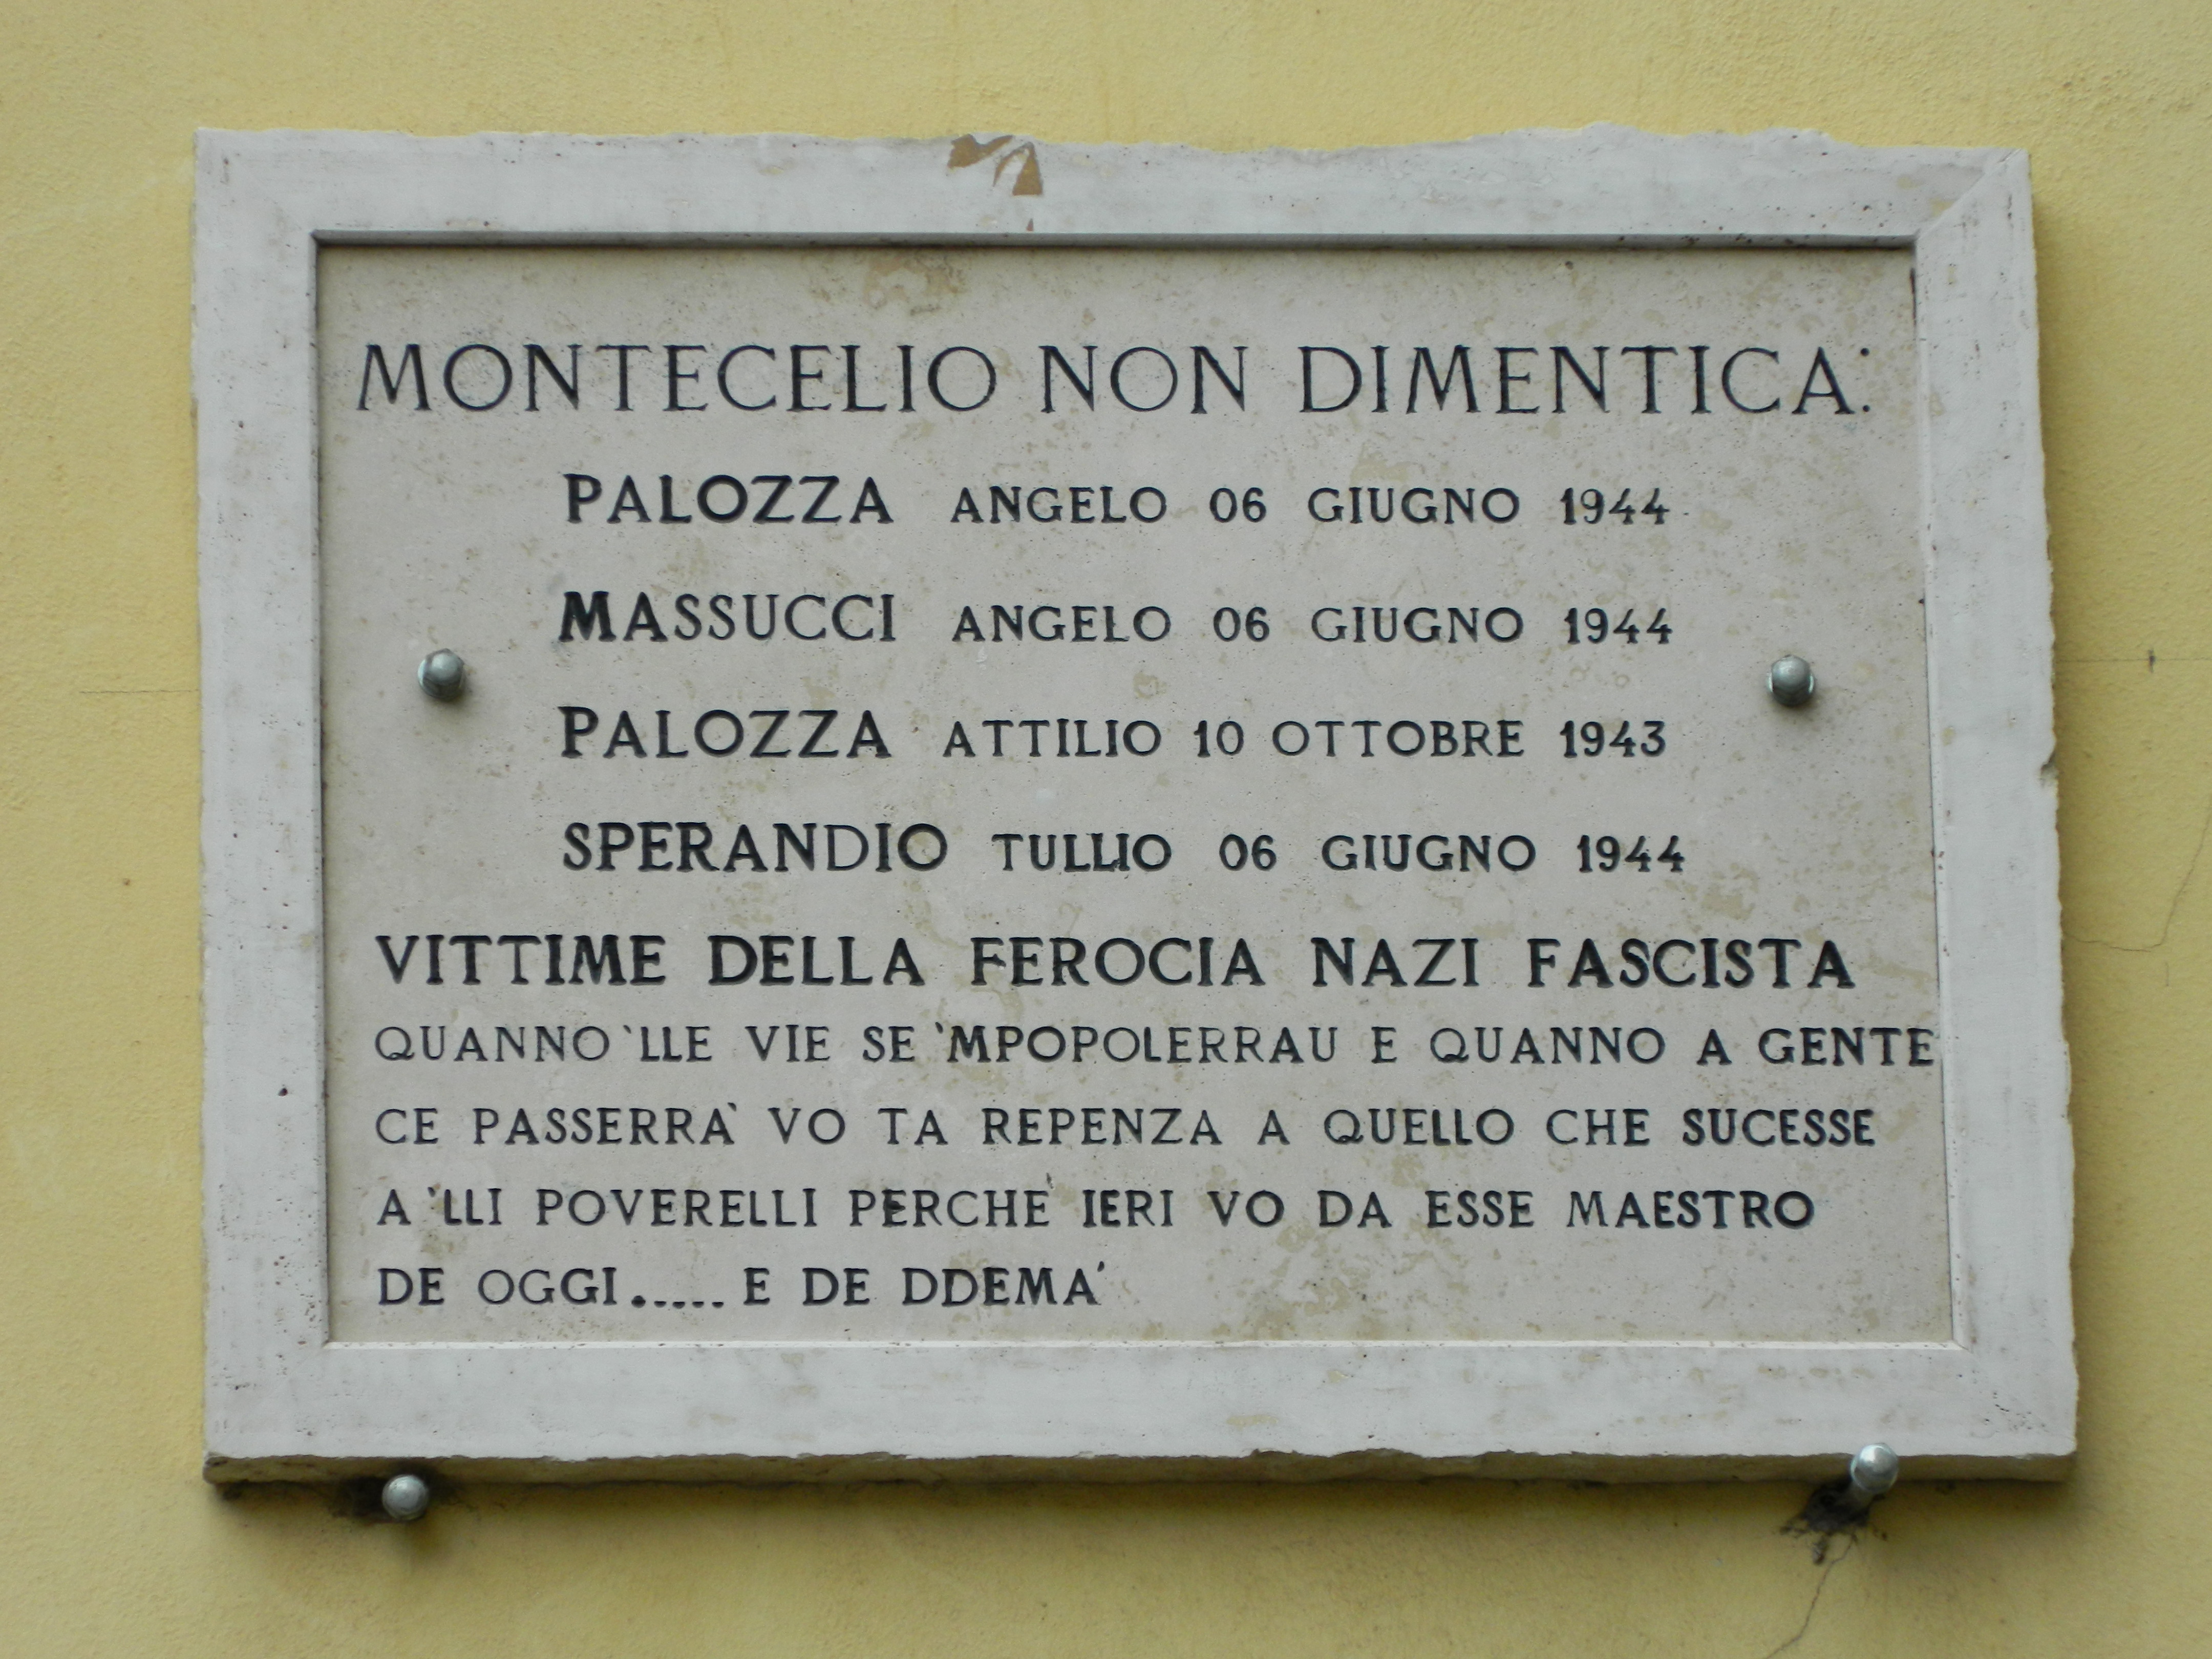 MONTECELIO NON DIMENTICA:
PALOZZA ANGELO 06 GIUGNO 1944
MASSUCCI ANGELO 06 GIUGNO 1944
PALOZZA ATTILIO 10 OTTOBRE 1943
SPERANDIO TULLIO 06 GIUGNO 1944
VITTIME DELLA FEROCIA NAZI FASCISTA
QUANNO 'LLE VIE SE 'MPOPOLERRAU E QUANNO A GENTE
CE PASSERRA' VO TA REPENZA A QUELLO CHE SUCESSE
A 'LLI POVERELLI PERCHE' IERI VO DA ESSE MAESTRO
DE OGGI..... E DE DDEMA'